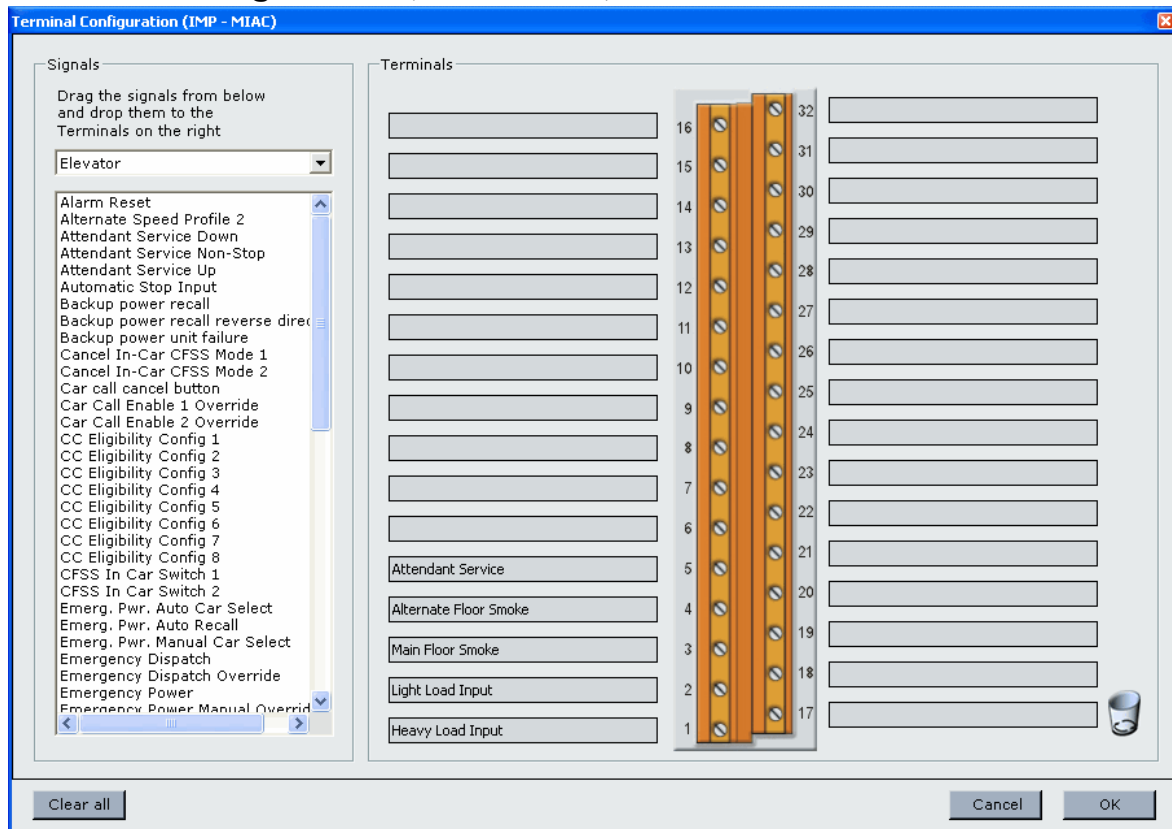 Terminal Configuration (IMP - MIAC)
Signals
Drag the signals from below
and drop them to the
Terminals on the right
Elevator
Alarm Reset
Alternate Speed Profile 2
Attendant Service Down
Attendant Service Non-Stop
Attendant Service Up
Automatic Stop Input
Backup power recall
Backup power recall reverse direc
Backup power unit failure
Cancel In-Car CFSS Mode 1
Cancel In-Car CFSS Mode 2
Car call cancel button
Car Call Enable 1 Override
Car Call Enable 2 Override
CC Eligibility Config 1
CC Eligibility Config 2
CC Eligibility Config 3
CC Eligibility Config 4
CC Eligibility Config 5
CC Eligibility Config 6
CC Eligibility Config 7
CC Eligibility Config 8
CFSS In Car Switch 1
CFSS In Car Switch 2
Emerg. Pwr. Auto Car Select
Emerg. Pwr. Auto Recall
Emerg. Pwr. Manual Car Select
Emergency Dispatch
Emergency Dispatch Override
Emergency Power
Emergency Power Manual Overrid
Terminals
16 32
15 31
14 30
13 29
12 28
11 27
10 26
9 25
8 24
7 23
6 22
Attendant Service 5 21
Alternate Floor Smoke 4 20
Main Floor Smoke 3 19
Light Load Input 2 18
Heavy Load Input 1 17
Clear all
Cancel
OK